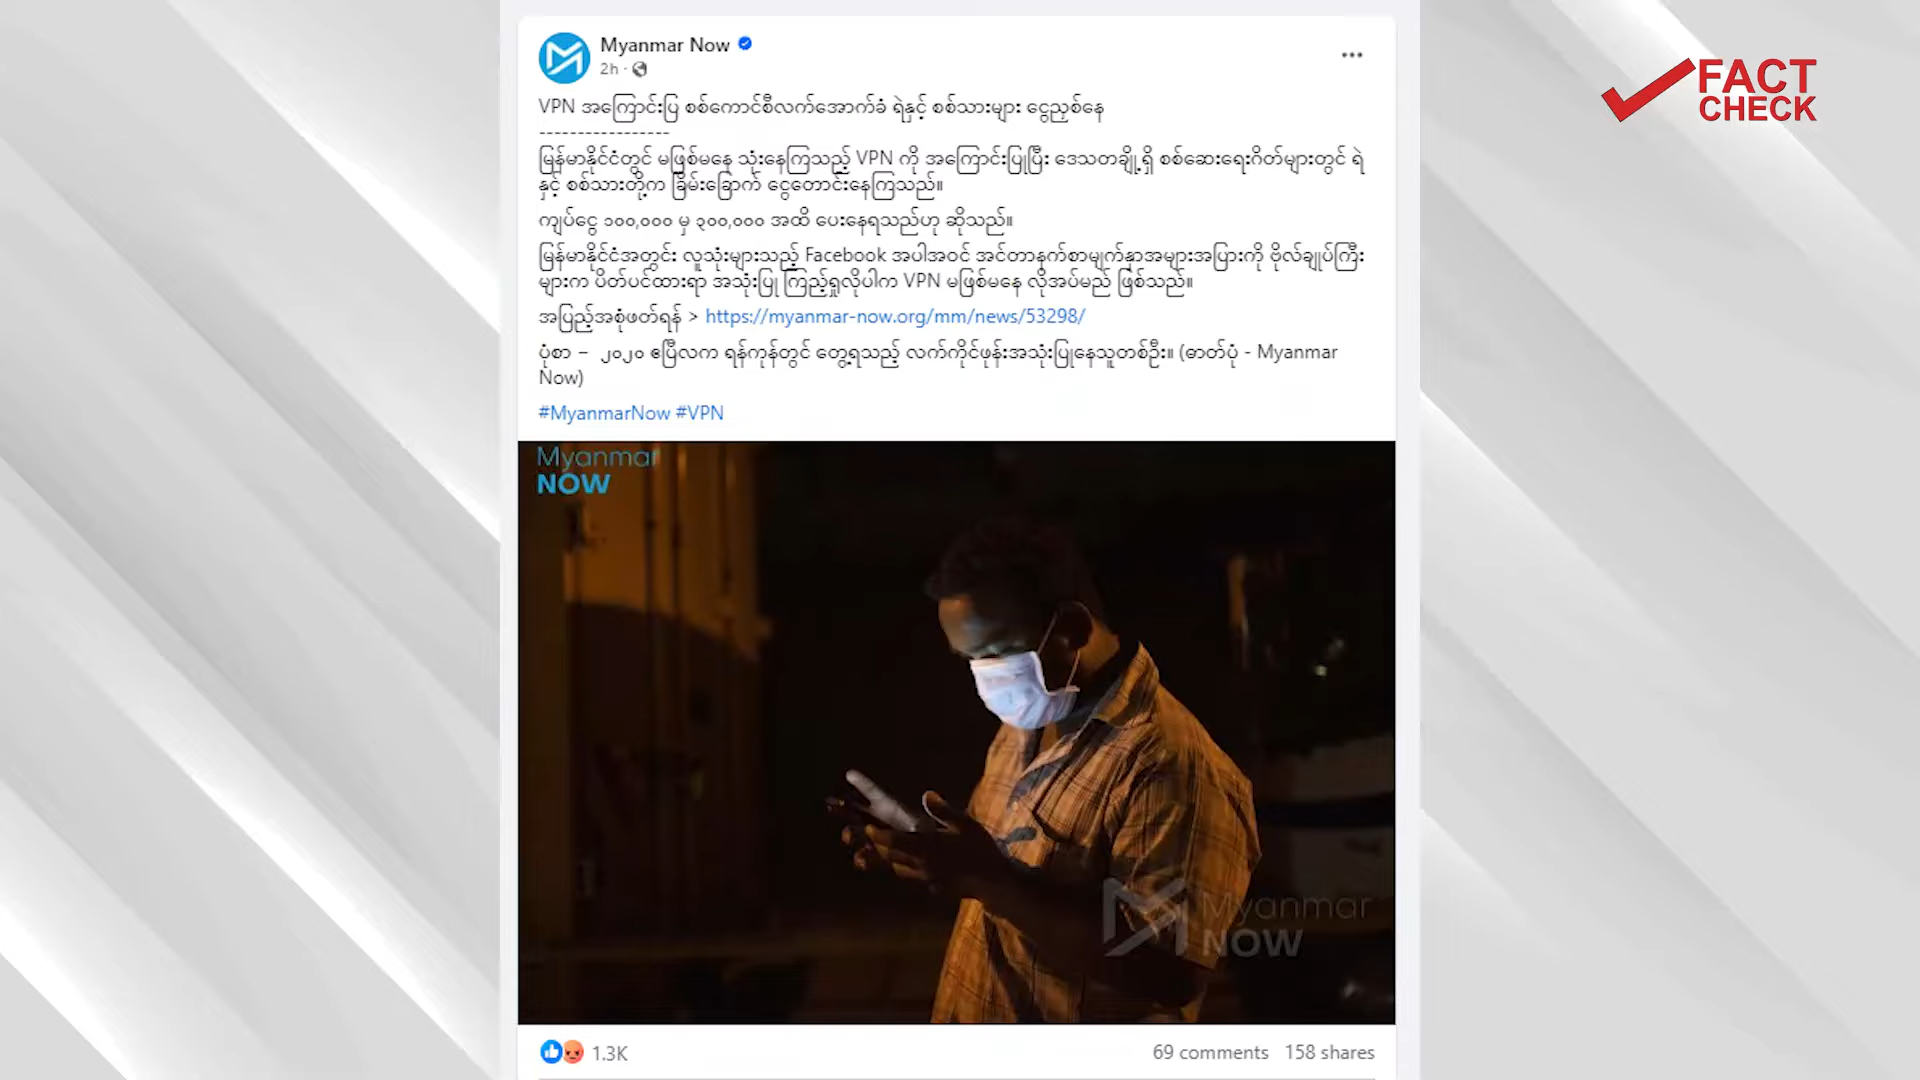 Myanmar Now
2h ·
FACT
CHECK
VPN အကြောင်းပြ စစ်ကောင်စီလက်အောက်ခံ ရဲနှင့် စစ်သားများ ငွေညှစ်နေ
-----------------
မြန်မာနိုင်ငံတွင် မဖြစ်မနေ သုံးနေကြသည့် VPN ကို အကြောင်းပြုပြီး ဒေသတချို့ရှိ စစ်ဆေးရေးဂိတ်များတွင် ရဲ
နှင့် စစ်သားတို့က ခြိမ်းခြောက် ငွေတောင်းနေကြသည်။
ကျပ်ငွေ ၁၀၀,၀၀၀ မှ ၃၀၀,၀၀၀ အထိ ပေးနေရသည်ဟု ဆိုသည်။
မြန်မာနိုင်ငံအတွင်း လူသုံးများသည့် Facebook အပါအဝင် အင်တာနက်စာမျက်နှာအများအပြားကို ဗိုလ်ချုပ်ကြီး
များက ပိတ်ပင်ထားရာ အသုံးပြု ကြည့်ရှုလိုပါက VPN မဖြစ်မနေ လိုအပ်မည် ဖြစ်သည်။
အပြည့်အစုံဖတ်ရန် > https://myanmar-now.org/mm/news/53298/
ပုံစာ – ၂၀၂၀ ဧပြီလက ရန်ကုန်တွင် တွေ့ရသည့် လက်ကိုင်ဖုန်းအသုံးပြုနေသူတစ်ဦး။ (ဓာတ်ပုံ - Myanmar
Now)
#MyanmarNow #VPN
Myanmar
NOW
Myanmar
NOW
1.3K
69 comments 158 shares